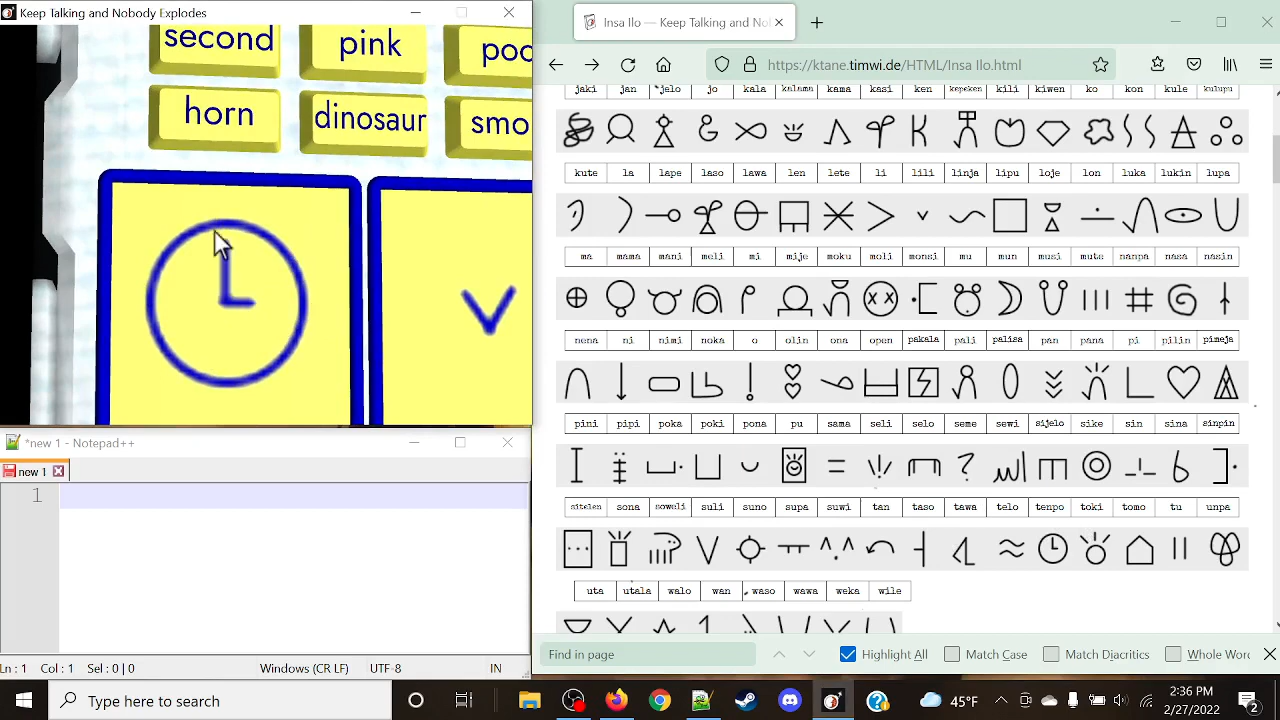 Keep Talking and Nobody Explodes
second pink
horn dinosaur
*new 1 - Notepad++
new 1
1
Ln : 1 Col : 1 Sel : 0 | 0 Windows (CR LF) UTF-8 IN
Insa Ilo — Keep Talking and No
https://ktane.timwi.de/HTML/Insa Ilo.html
jaki jan jelo jo kala kalama kama kasi ken kepeken kili kiwen ko kon kule kulupu
kute la lape laso lawa len lete li lili linja lipu loje lon luka lukin lupa
ma mama mani meli mi mije moku moli monsi mu mun musi mute nanpa nasa nasin
nena ni nimi noka o olin ona open pakala pali palisa pan pana pi pilin pimeja
pini pipi poka poki pona pu sama seli selo seme sewi sijelo sike sin sina sinpin
sitelen sona soweli suli suno supa suwi tan taso tawa telo tenpo toki tomo tu unpa
uta utala walo wan waso wawa weka wile
Find in page Highlight All Match Case Match Diacritics Whole Word
Type here to search 45°F 2:36 PM
2/27/2022 2